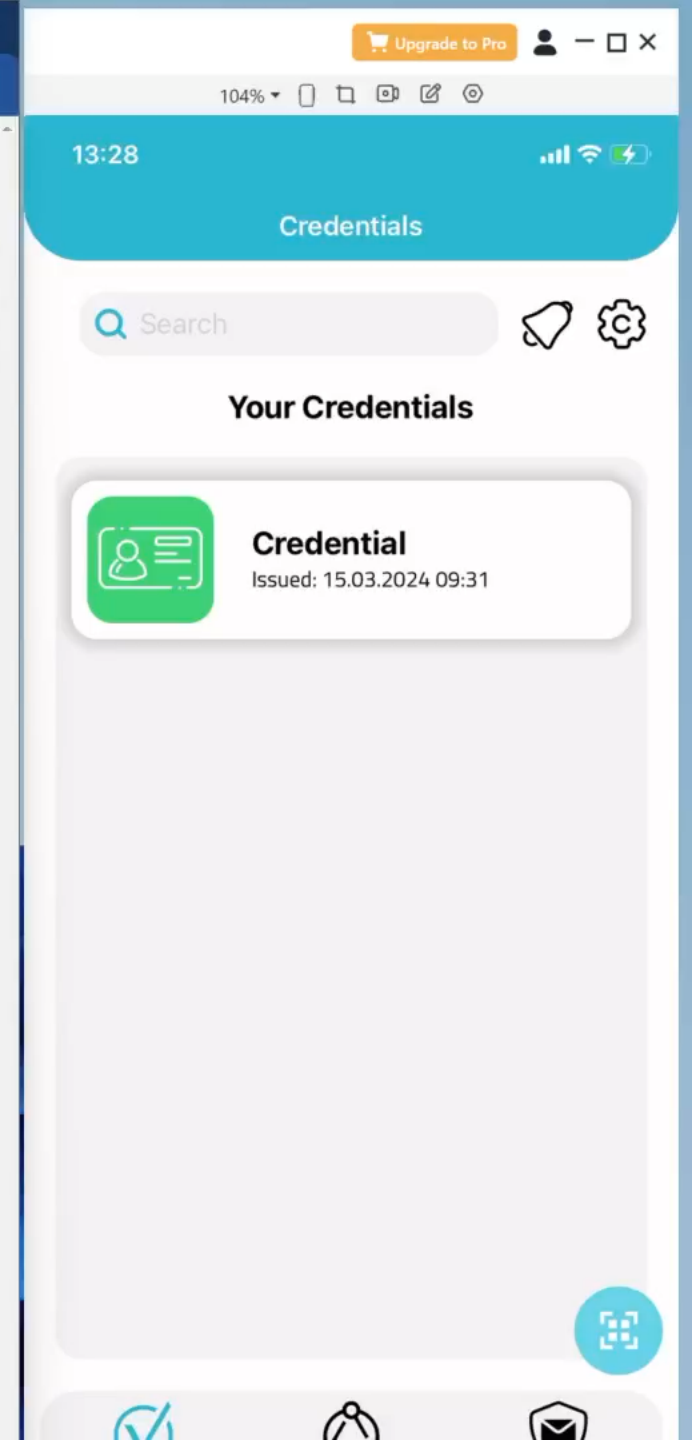 Upgrade to Pro
104%
13:28
Credentials
Search
Your Credentials
Credential
Issued: 15.03.2024 09:31